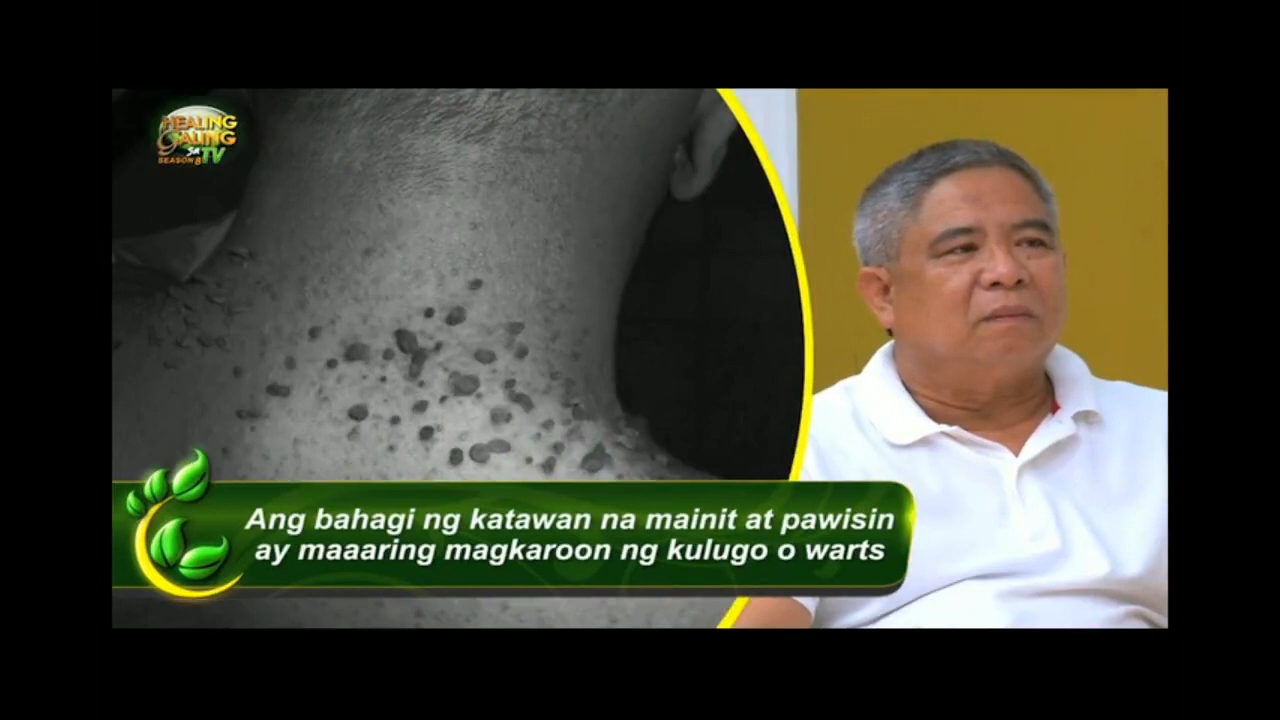 HEALING
GALING
sa TV
SEASON 8
Ang bahagi ng katawan na mainit at pawisin
ay maaaring magkaroon ng kulugo o warts